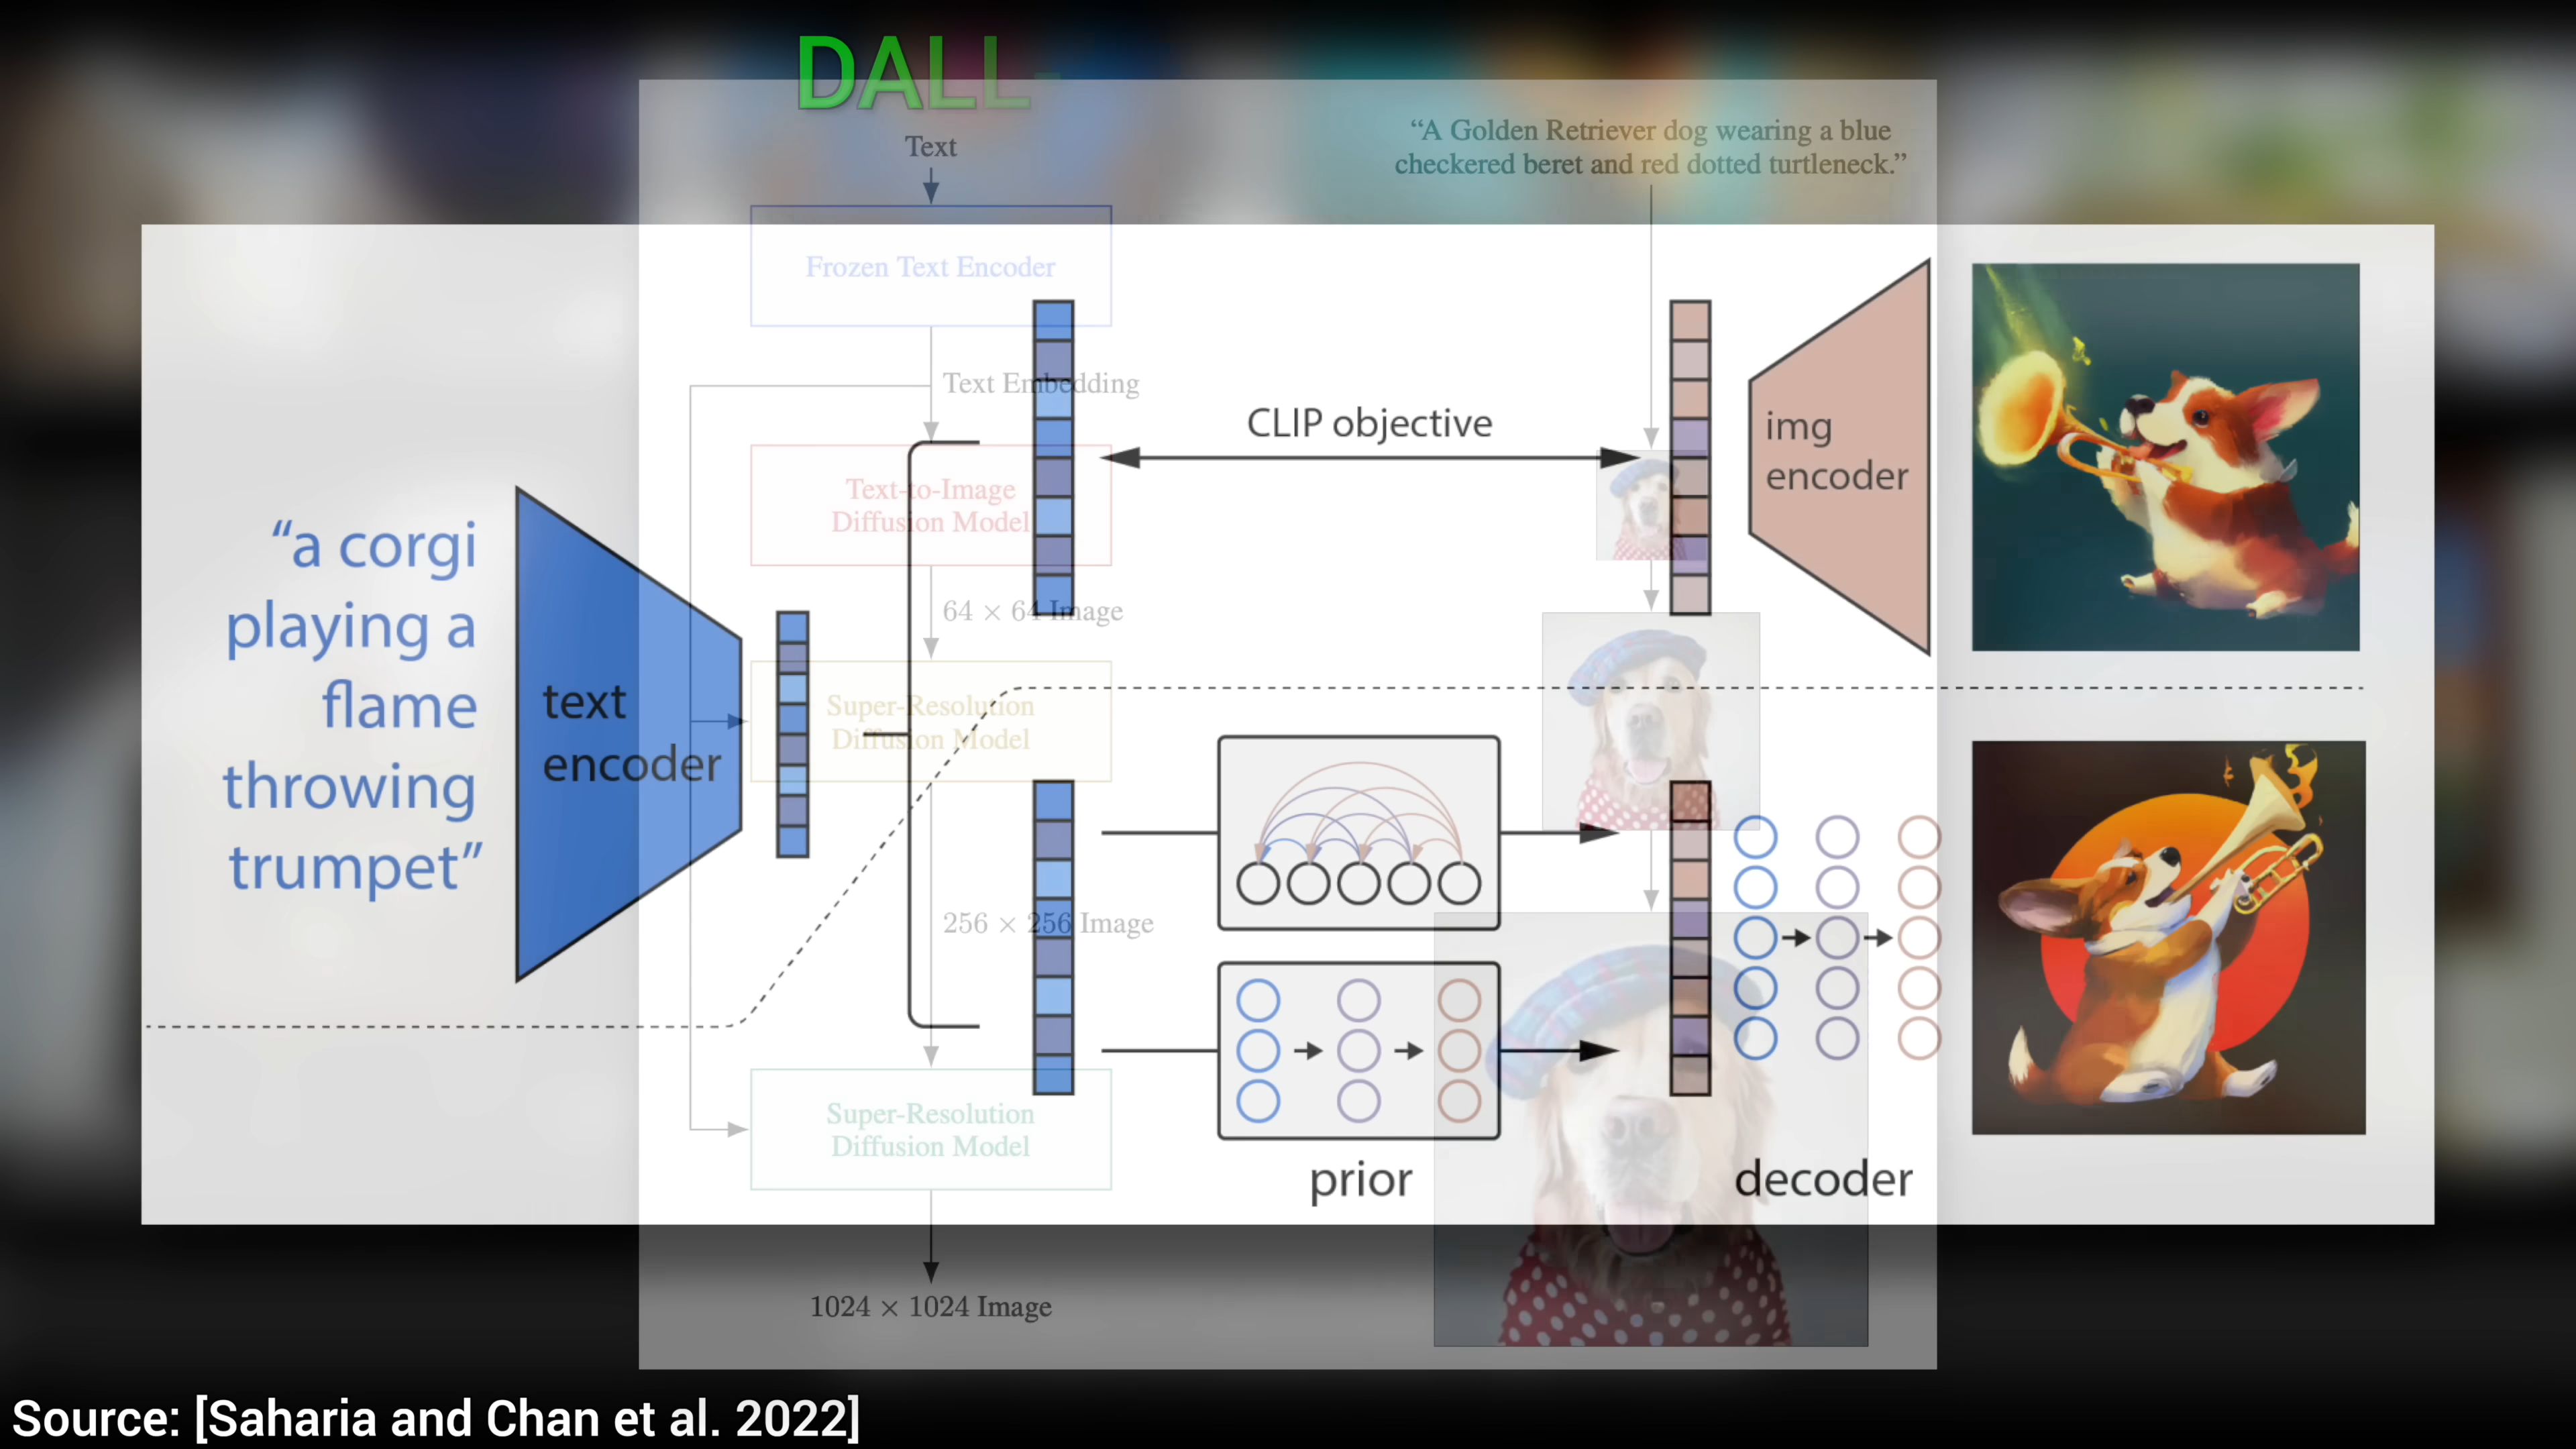 DALL-
Text
“A Golden Retriever dog wearing a blue
checkered beret and red dotted turtleneck.”
Frozen Text Encoder
Text Embedding
CLIP objective
img
encoder
Text-to-Image
Diffusion Model
“a corgi
playing a
flame
throwing
trumpet”
text
encoder
64 × 64 Image
Super-Resolution
Diffusion Model
256 × 256 Image
Super-Resolution
Diffusion Model
prior
decoder
1024 × 1024 Image
Source: [Saharia and Chan et al. 2022]